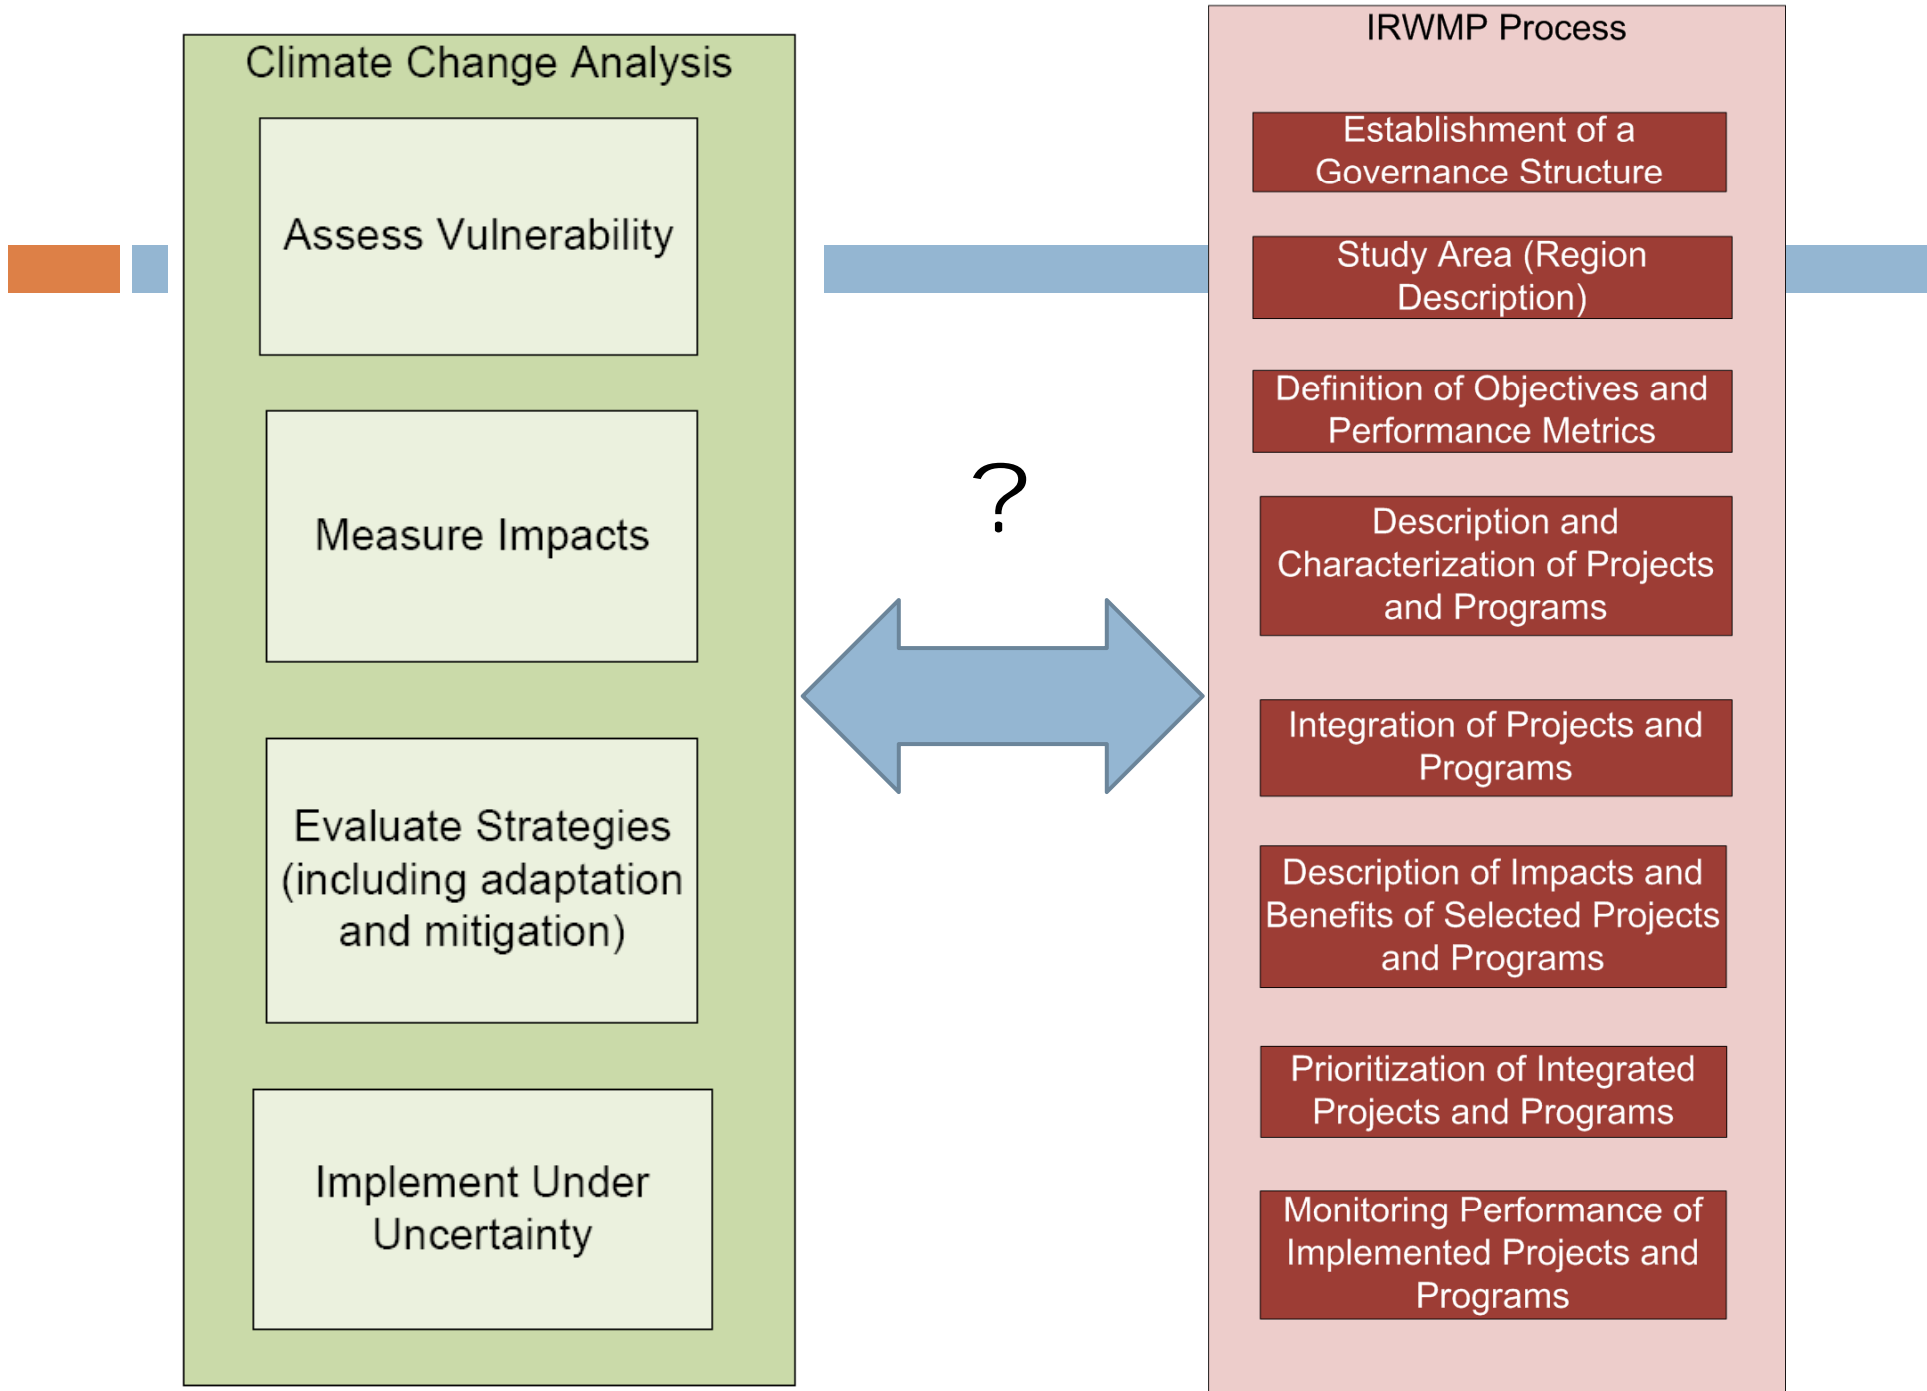 Climate Change Analysis
Assess Vulnerability
Measure Impacts
Evaluate Strategies
(including adaptation
and mitigation)
Implement Under
Uncertainty
?
IRWMP Process
Establishment of a
Governance Structure
Study Area (Region
Description)
Definition of Objectives and
Performance Metrics
Description and
Characterization of Projects
and Programs
Integration of Projects and
Programs
Description of Impacts and
Benefits of Selected Projects
and Programs
Prioritization of Integrated
Projects and Programs
Monitoring Performance of
Implemented Projects and
Programs